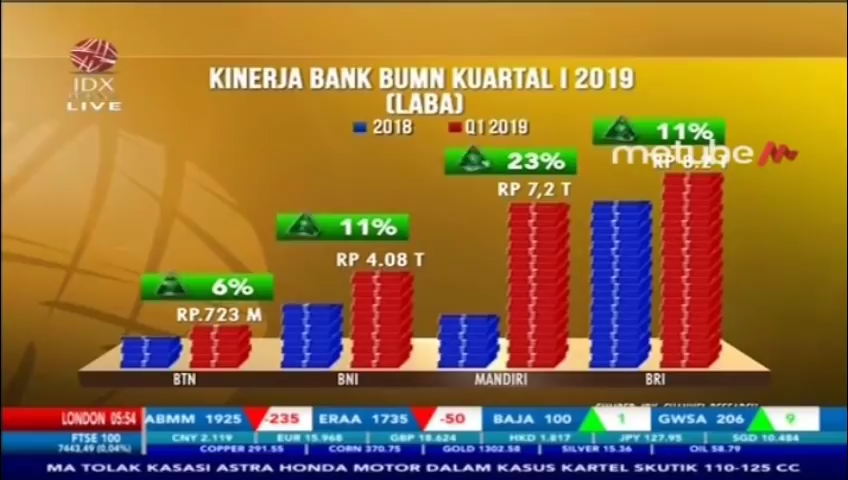 IDX
LIVE
KINERJA BANK BUMN KUARTAL I 2019
(LABA)
2018
Q1 2019
11%
metube
23%
RP 7,2 T
11%
RP 4.08 T
6%
RP.723 M
BTN
BNI
MANDIRI
BRI
LONDON 05:54
ABMM 1925 -235 ERAA 1735 -50 BAJA 100 1 GWSA 206 9
FTSE 100
7443,49 (0,04%)
CNY 2.119 EUR 15.968 GBP 18.624 HKD 1.817 JPY 127.95 SGD 10.484
COPPER 291.55 CORN 370.75 GOLD 1302.58 SILVER 15.36 OIL 58.79
MA TOLAK KASASI ASTRA HONDA MOTOR DALAM KASUS KARTEL SKUTIK 110-125 CC